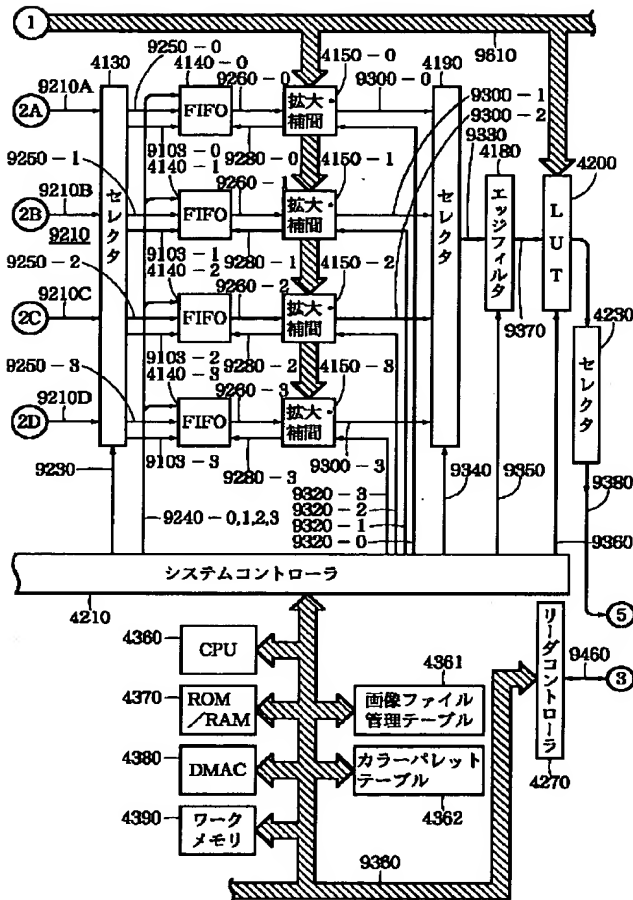 1
4130
9250-0
4140-0
4150-0
4190
9610
9210A
9260-0
9300-0
9300-1
9300-2
9330
4180
4200
2A
FIFO
拡大
補間
9250-1
9103-0
4140-1
9280-0
9260-1
4150-1
9210B
2B
セレクタ
9210
FIFO
拡大
補間
セレクタ
エッジフィルタ
LUT
9250-2
9103-1
4140-2
9280-1
9260-2
4150-2
9210C
2C
FIFO
拡大
補間
9370
4230
9250-3
9103-2
4140-3
9280-2
9260-3
4150-3
9210D
2D
FIFO
拡大
補間
セレクタ
9230
9103-3
9280-3
9300-3
9340
9350
9380
9240-0,1,2,3
9320-3
9320-2
9320-1
9320-0
9360
システムコントローラ
4210
5
4360
CPU
4361
リーダコントローラ
9460
3
4370
ROM
/RAM
画像ファイル
管理テーブル
4380
DMAC
カラーパレット
テーブル
4270
4390
ワーク
メモリ
4362
9360